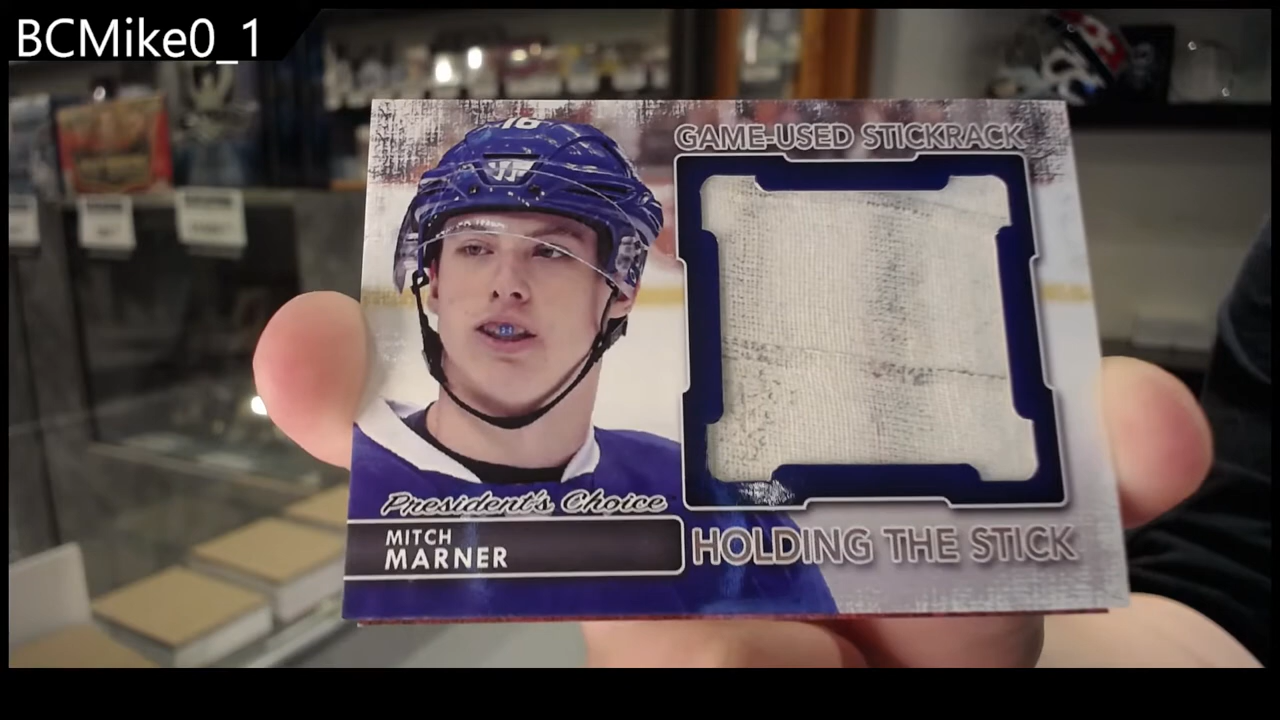 BCMike0_1
16
GAME-USED STICKRACK
President's Choice
MITCH
MARNER
HOLDING THE STICK